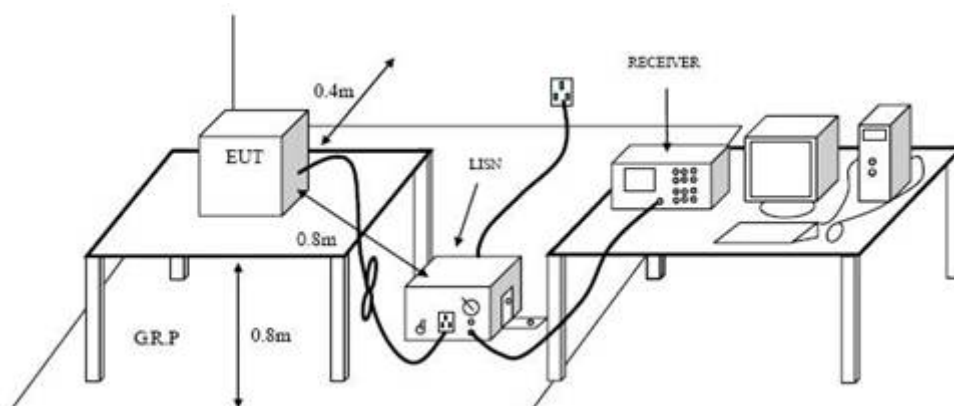 0.4m
RECEIVER
EUT
LISN
0.8m
G.R.P
0.8m